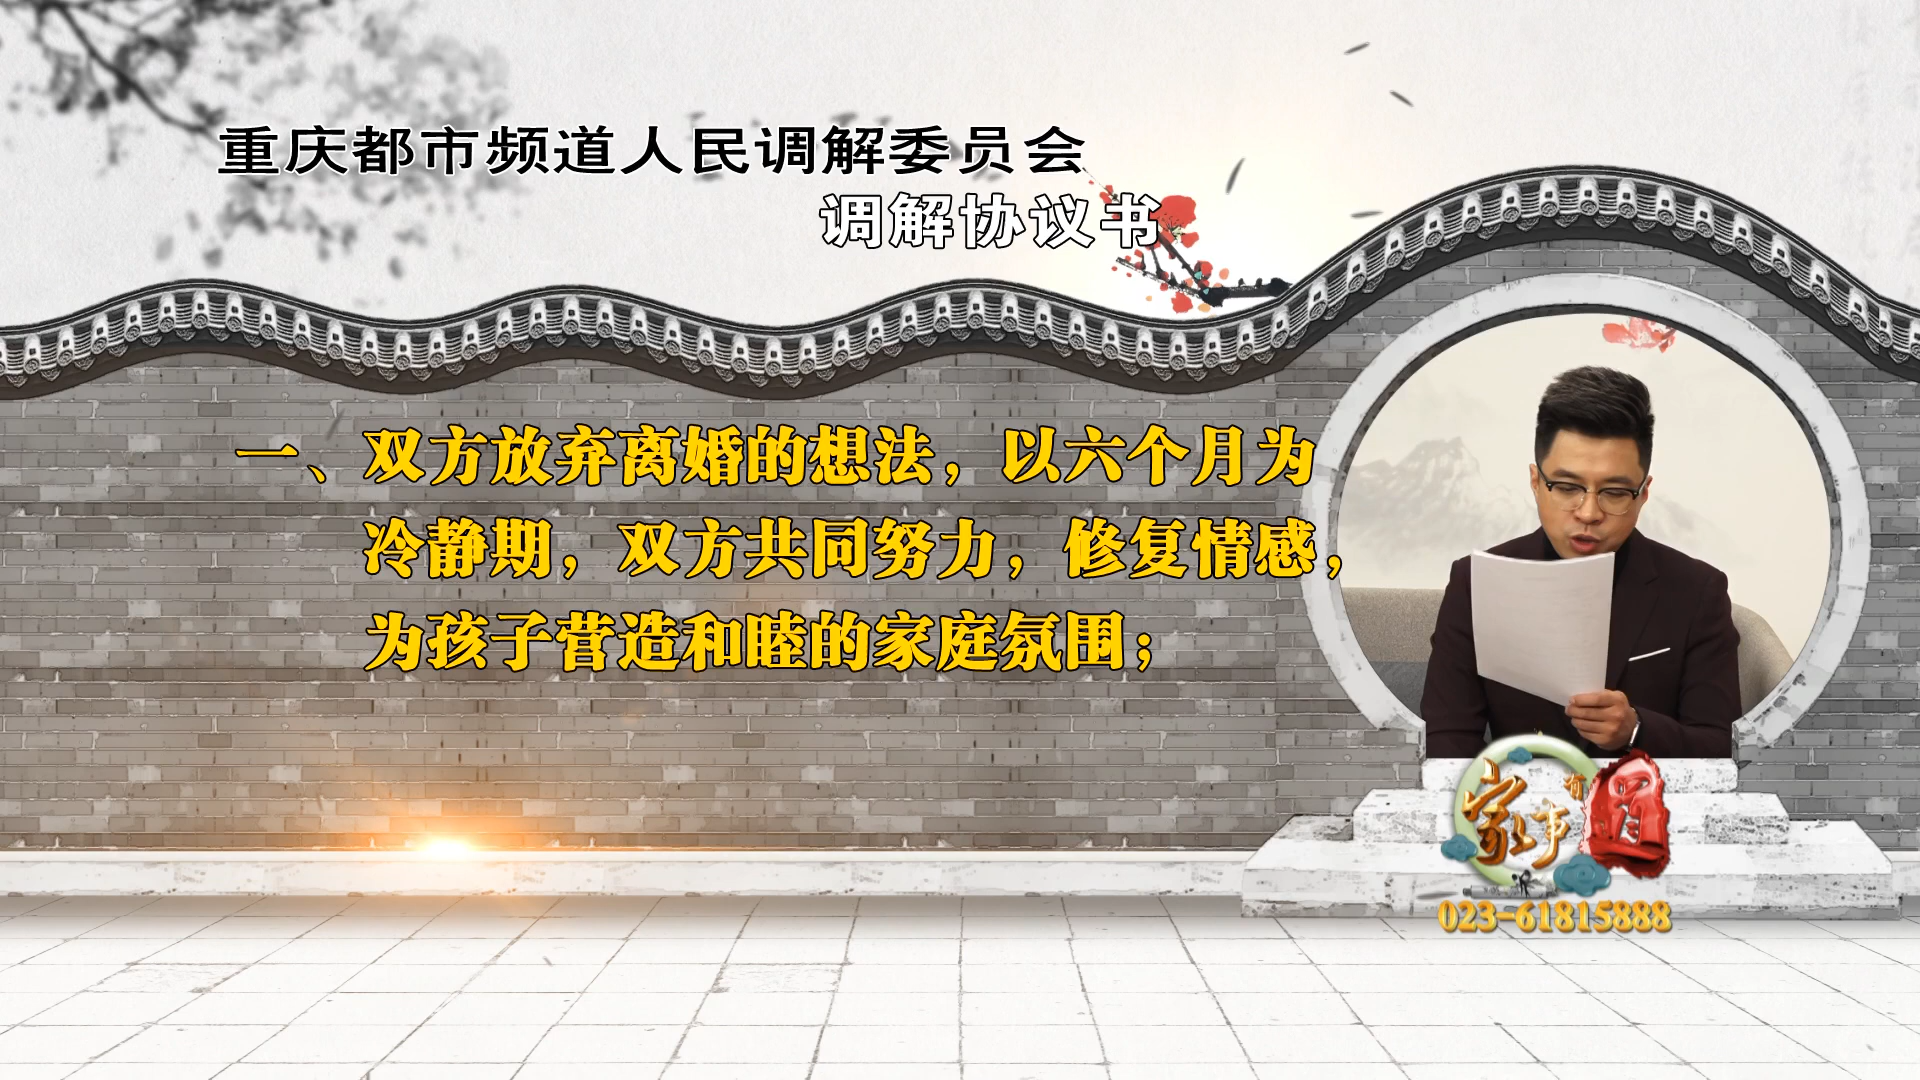 重庆都市频道人民调解委员会
调解协议书
一、双方放弃离婚的想法，以六个月为
冷静期，双方共同努力，修复情感，
为孩子营造和睦的家庭氛围；
家事有
023-61815888